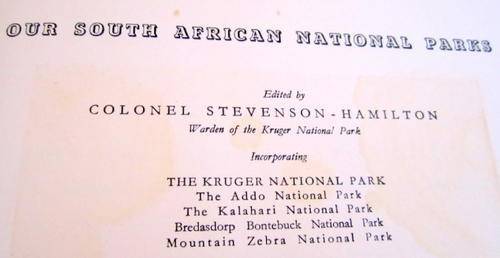 OUR SOUTH AFRICAN NATIONAL PARKS
Edited by
COLONEL STEVENSON-HAMILTON
Warden of the Kruger National Park
Incorporating
THE KRUGER NATIONAL PARK
The Addo National Park
The Kalahari National Park
Bredasdorp Bontebuck National Park
Mountain Zebra National Park